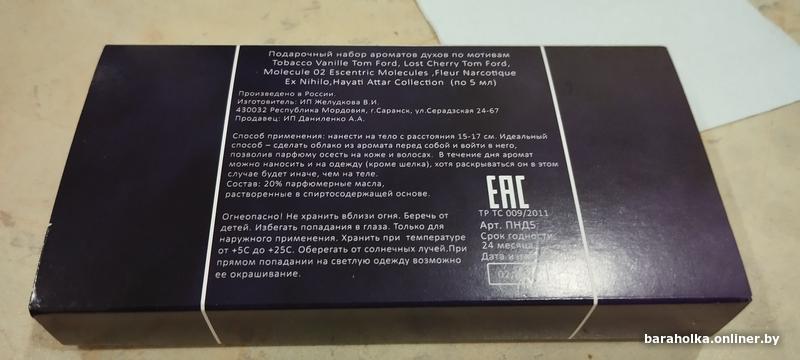 Подарочный набор ароматов духов по мотивам
Tobacco Vanille Tom Ford, Lost Cherry Tom Ford,
Molecule 02 Escentric Molecules ,Fleur Narcotique
Ex Nihilo,Hayati Attar Collection (по 5 мл)
Произведено в России.
Изготовитель: ИП Желудкова В.И.
430032 Республика Мордовия, г.Саранск, ул.Серадзская 24-67
Продавец: ИП Даниленко А.А.
Способ применения: нанести на тело с расстояния 15-17 см. Идеальный
способ – сделать облако из аромата перед собой и войти в него,
позволив парфюму осесть на коже и волосах. В течение дня аромат
можно наносить и на одежду (кроме шелка), хотя раскрываться он в этом
случае будет иначе, чем на теле.
Состав: 20% парфюмерные масла,
растворенные в спиртосодержащей основе.
Огнеопасно! Не хранить вблизи огня. Беречь от
детей. Избегать попадания в глаза. Только для
наружного применения. Хранить при температуре
от +5С до +25С. Оберегать от солнечных лучей.При
прямом попадании на светлую одежду возможно
ее окрашивание.
ЕАС
ТР ТС 009/2011
Арт. ПНД5
Срок годности
24 месяца
Дата и
baraholka.onliner.by